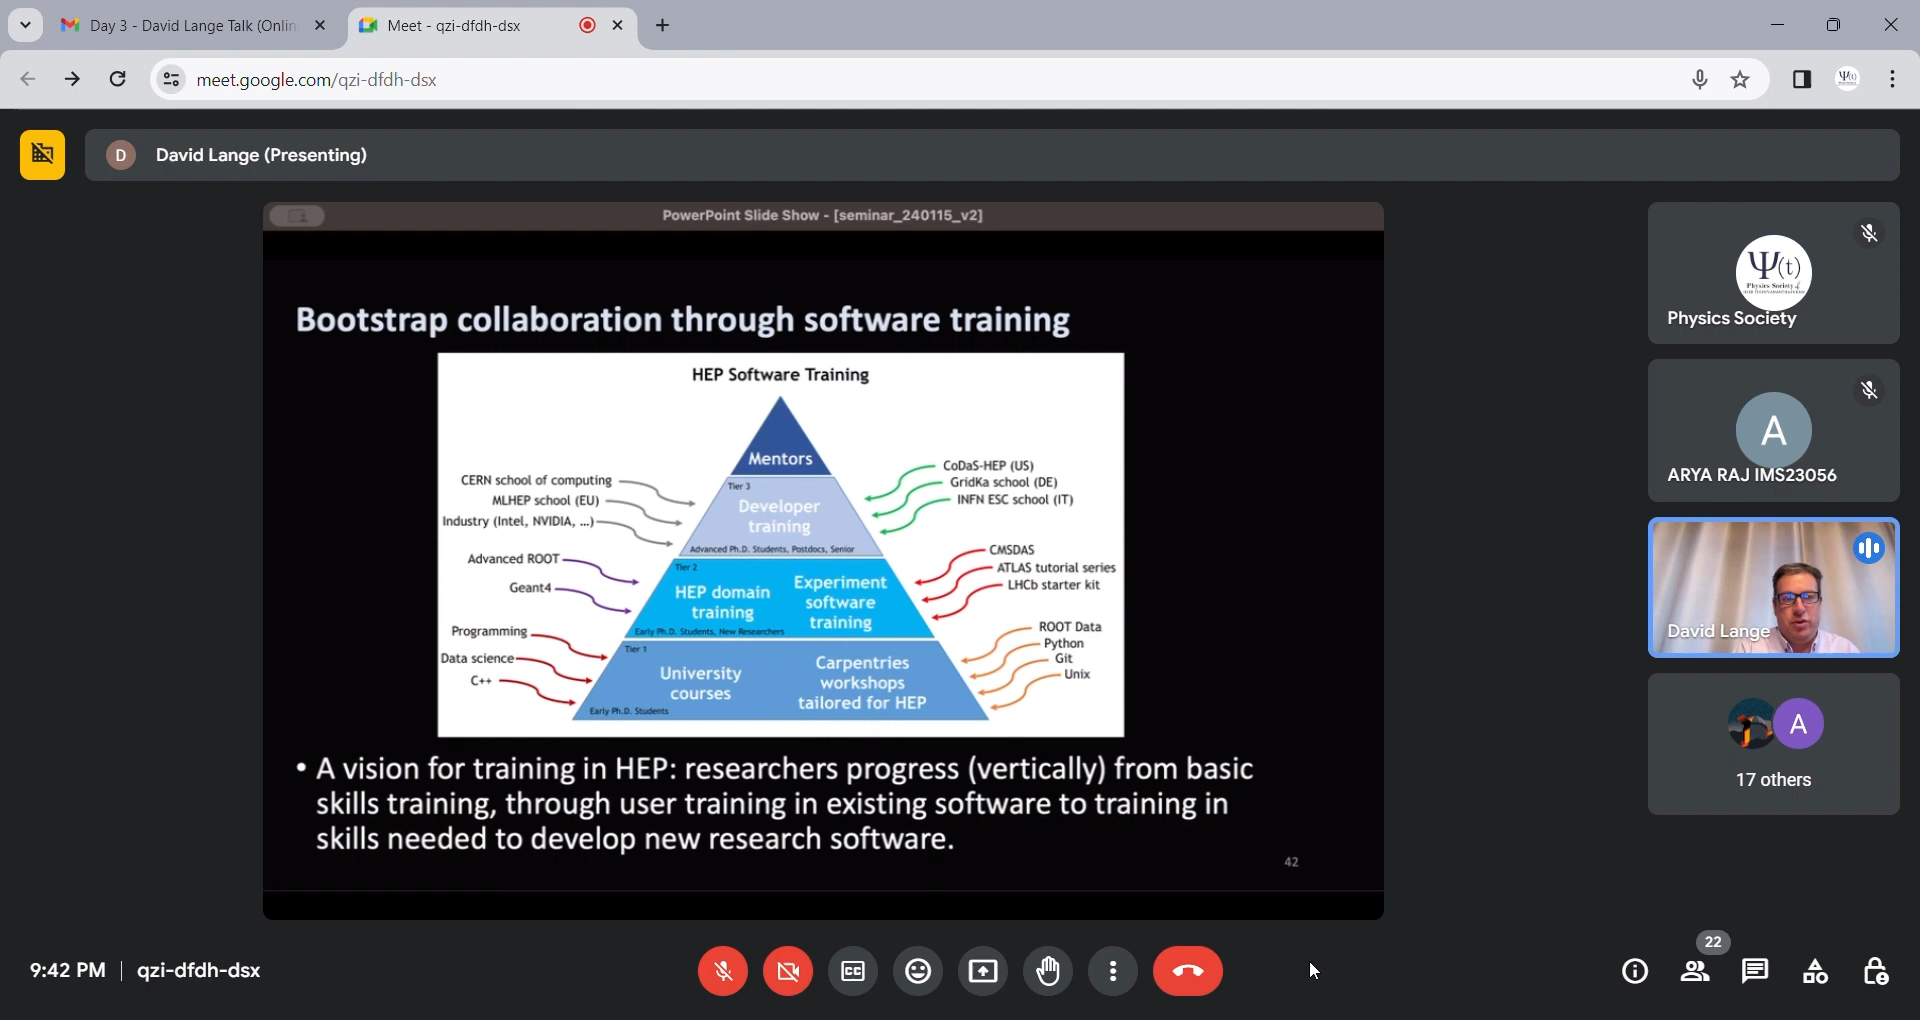 Day 3 - David Lange Talk (Onlin
Meet - qzi-dfdh-dsx
meet.google.com/qzi-dfdh-dsx
D
David Lange (Presenting)
PowerPoint Slide Show - [seminar_240115_v2]
Bootstrap collaboration through software training
HEP Software Training
Mentors
CERN school of computing
MLHEP school (EU)
Industry (Intel, NVIDIA, ...)
CoDaS-HEP (US)
GridKa school (DE)
INFN ESC school (IT)
Tier 3
Developer
training
Advanced Ph.D. Students, Postdocs, Senior
Advanced ROOT
Geant4
CMSDAS
ATLAS tutorial series
LHCb starter kit
Tier 2
HEP domain
training
Experiment
software
training
Early Ph.D. Students, New Researchers
Programming
Data science
C++
ROOT Data
Python
Git
Unix
Tier 1
University
courses
Carpentries
workshops
tailored for HEP
Early Ph.D. Students
• A vision for training in HEP: researchers progress (vertically) from basic
skills training, through user training in existing software to training in
skills needed to develop new research software.
42
Ψ(t)
Physics Society of
Physics Society
A
ARYA RAJ IMS23056
David Lange
A
17 others
9:42 PM | qzi-dfdh-dsx
22